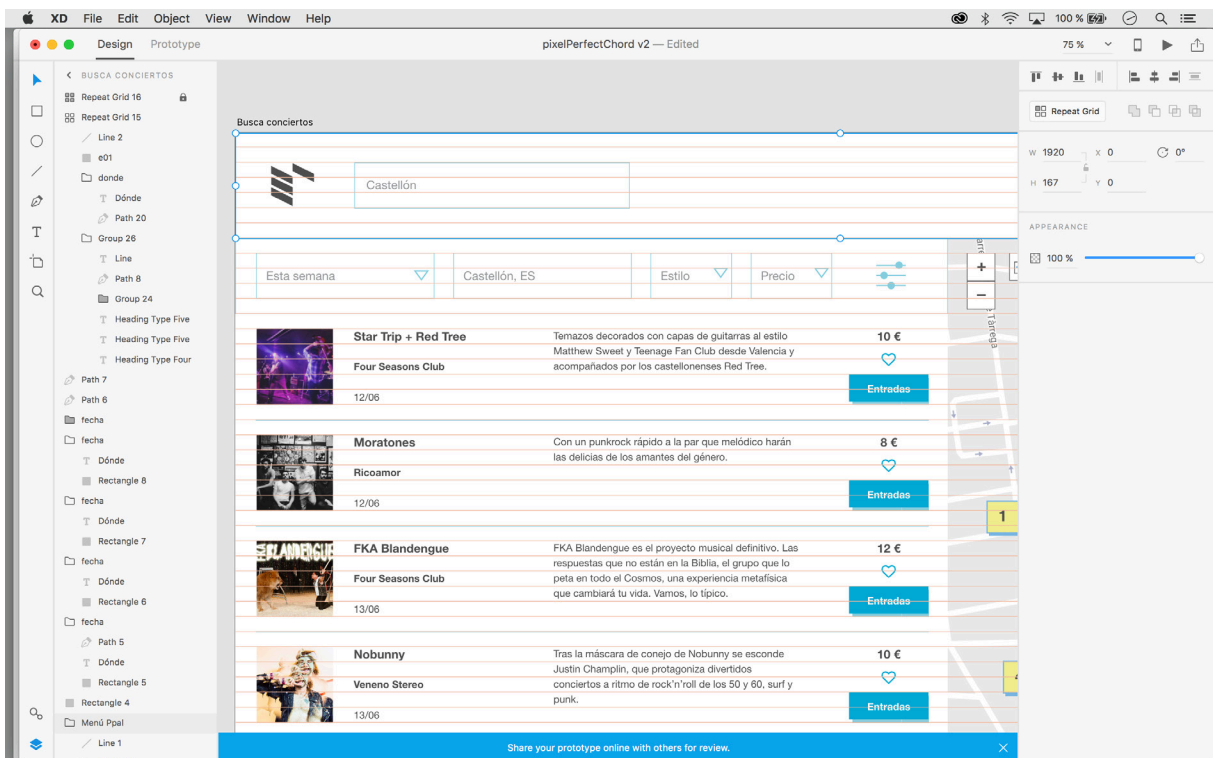 XD File Edit Object View Window Help
100 %
Design Prototype
pixelPerfectChord v2 — Edited
75 %
BUSCA CONCIERTOS
Repeat Grid 16
Repeat Grid 15
Line 2
e01
donde
Dónde
Path 20
Group 26
Line
Path 8
Group 24
Heading Type Five
Heading Type Five
Heading Type Four
Path 7
Path 6
fecha
fecha
Dónde
Rectangle 8
fecha
Dónde
Rectangle 7
fecha
Dónde
Rectangle 6
fecha
Path 5
Dónde
Rectangle 5
Rectangle 4
Menú Ppal
Line 1
Busca conciertos
Castellón
Esta semana
Castellón, ES
Estilo
Precio
+
−
Tàrrega
Star Trip + Red Tree
Four Seasons Club
12/06
Temazos decorados con capas de guitarras al estilo
Matthew Sweet y Teenage Fan Club desde Valencia y
acompañados por los castellonenses Red Tree.
10 €
Entradas
Moratones
Ricoamor
12/06
Con un punkrock rápido a la par que melódico harán
las delicias de los amantes del género.
8 €
Entradas
1
FKA Blandengue
Four Seasons Club
13/06
FKA Blandengue es el proyecto musical definitivo. Las
respuestas que no están en la Biblia, el grupo que lo
peta en todo el Cosmos, una experiencia metafísica
que cambiará tu vida. Vamos, lo típico.
12 €
Entradas
Nobunny
Veneno Stereo
13/06
Tras la máscara de conejo de Nobunny se esconde
Justin Champlin, que protagoniza divertidos
conciertos a ritmo de rock'n'roll de los 50 y 60, surf y
punk.
10 €
Entradas
Share your prototype online with others for review.
Repeat Grid
W 1920 X 0 0°
H 167 Y 0
APPEARANCE
100 %